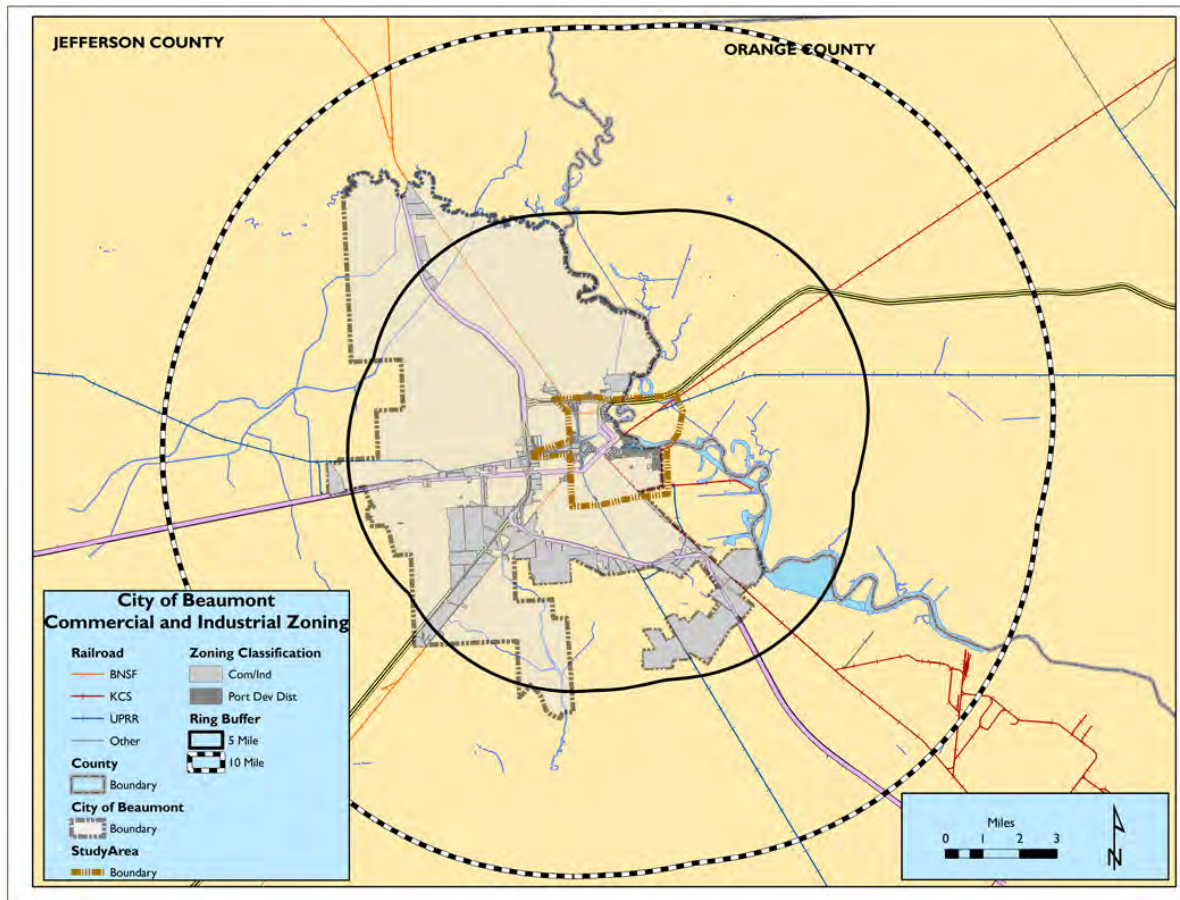 JEFFERSON COUNTY
ORANGE COUNTY
City of Beaumont
Commercial and Industrial Zoning
Railroad
BNSF
KCS
UPRR
Other
County
Boundary
City of Beaumont
Boundary
StudyArea
Boundary
Zoning Classification
Com/Ind
Port Dev Dist
Ring Buffer
5 Mile
10 Mile
Miles
0 1 2 3
N